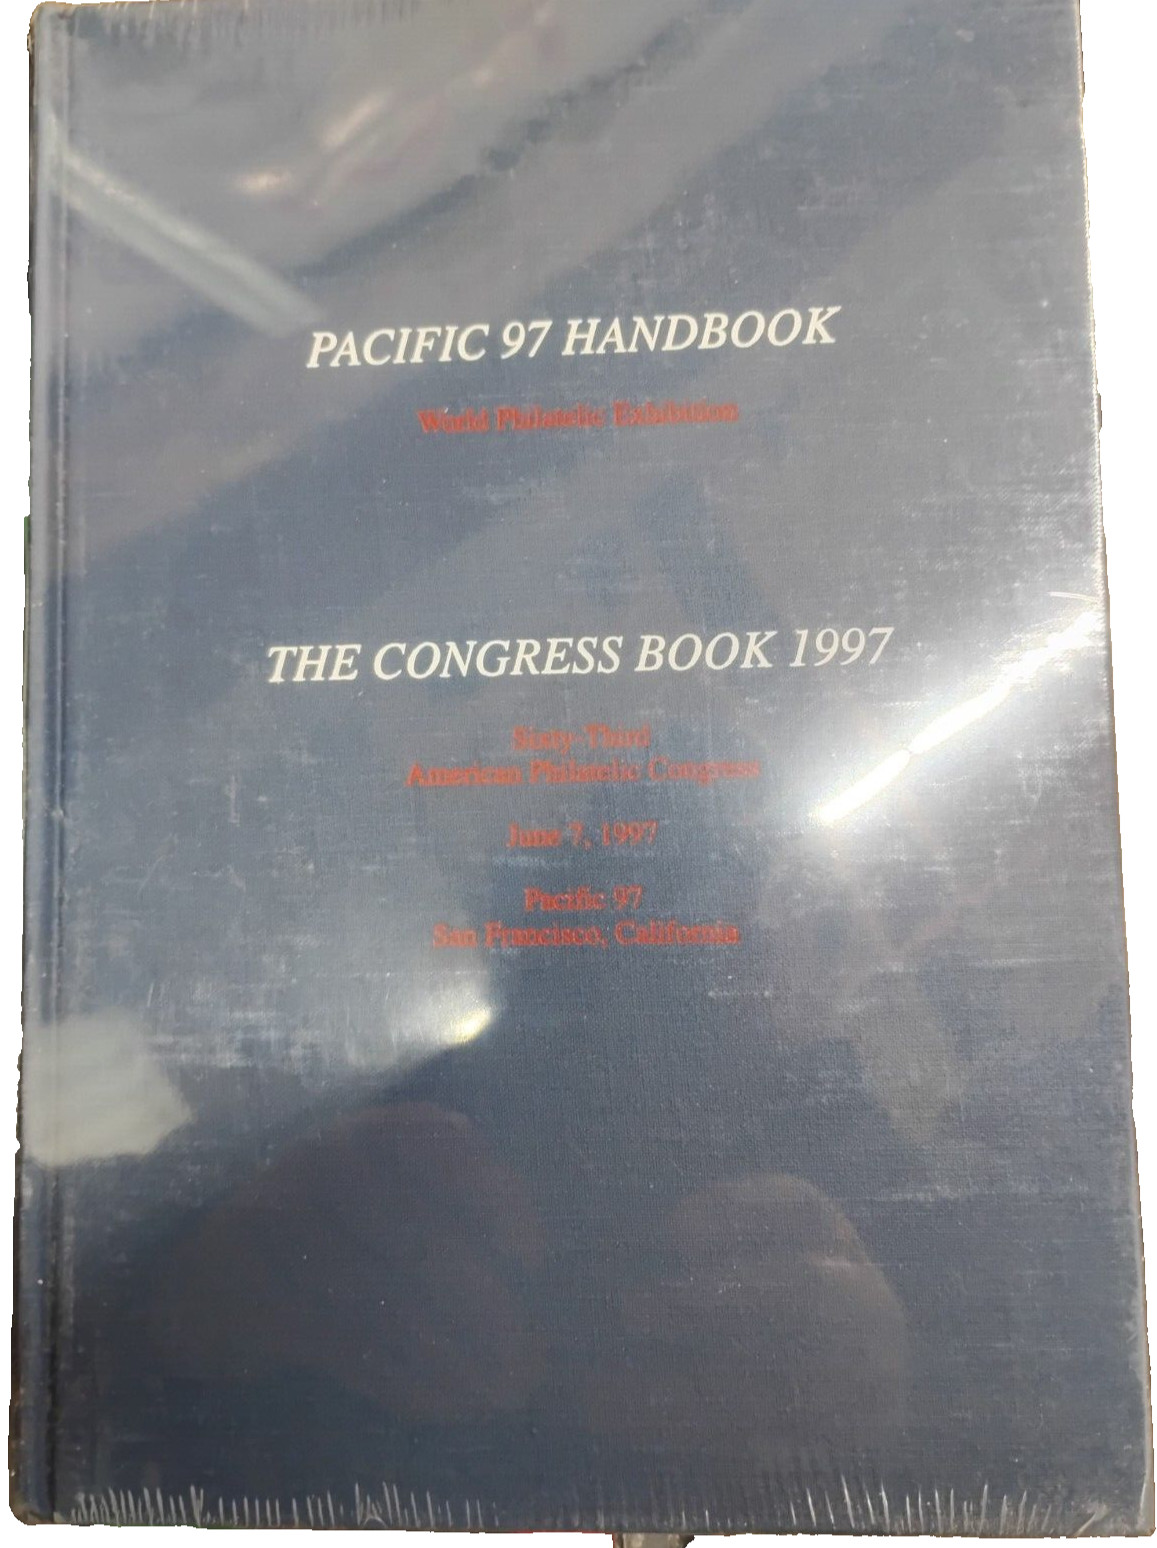 PACIFIC 97 HANDBOOK
World Philatelic Exhibition
THE CONGRESS BOOK 1997
Sixty-Third
American Philatelic Congress
June 7, 1997
Pacific 97
San Francisco, California